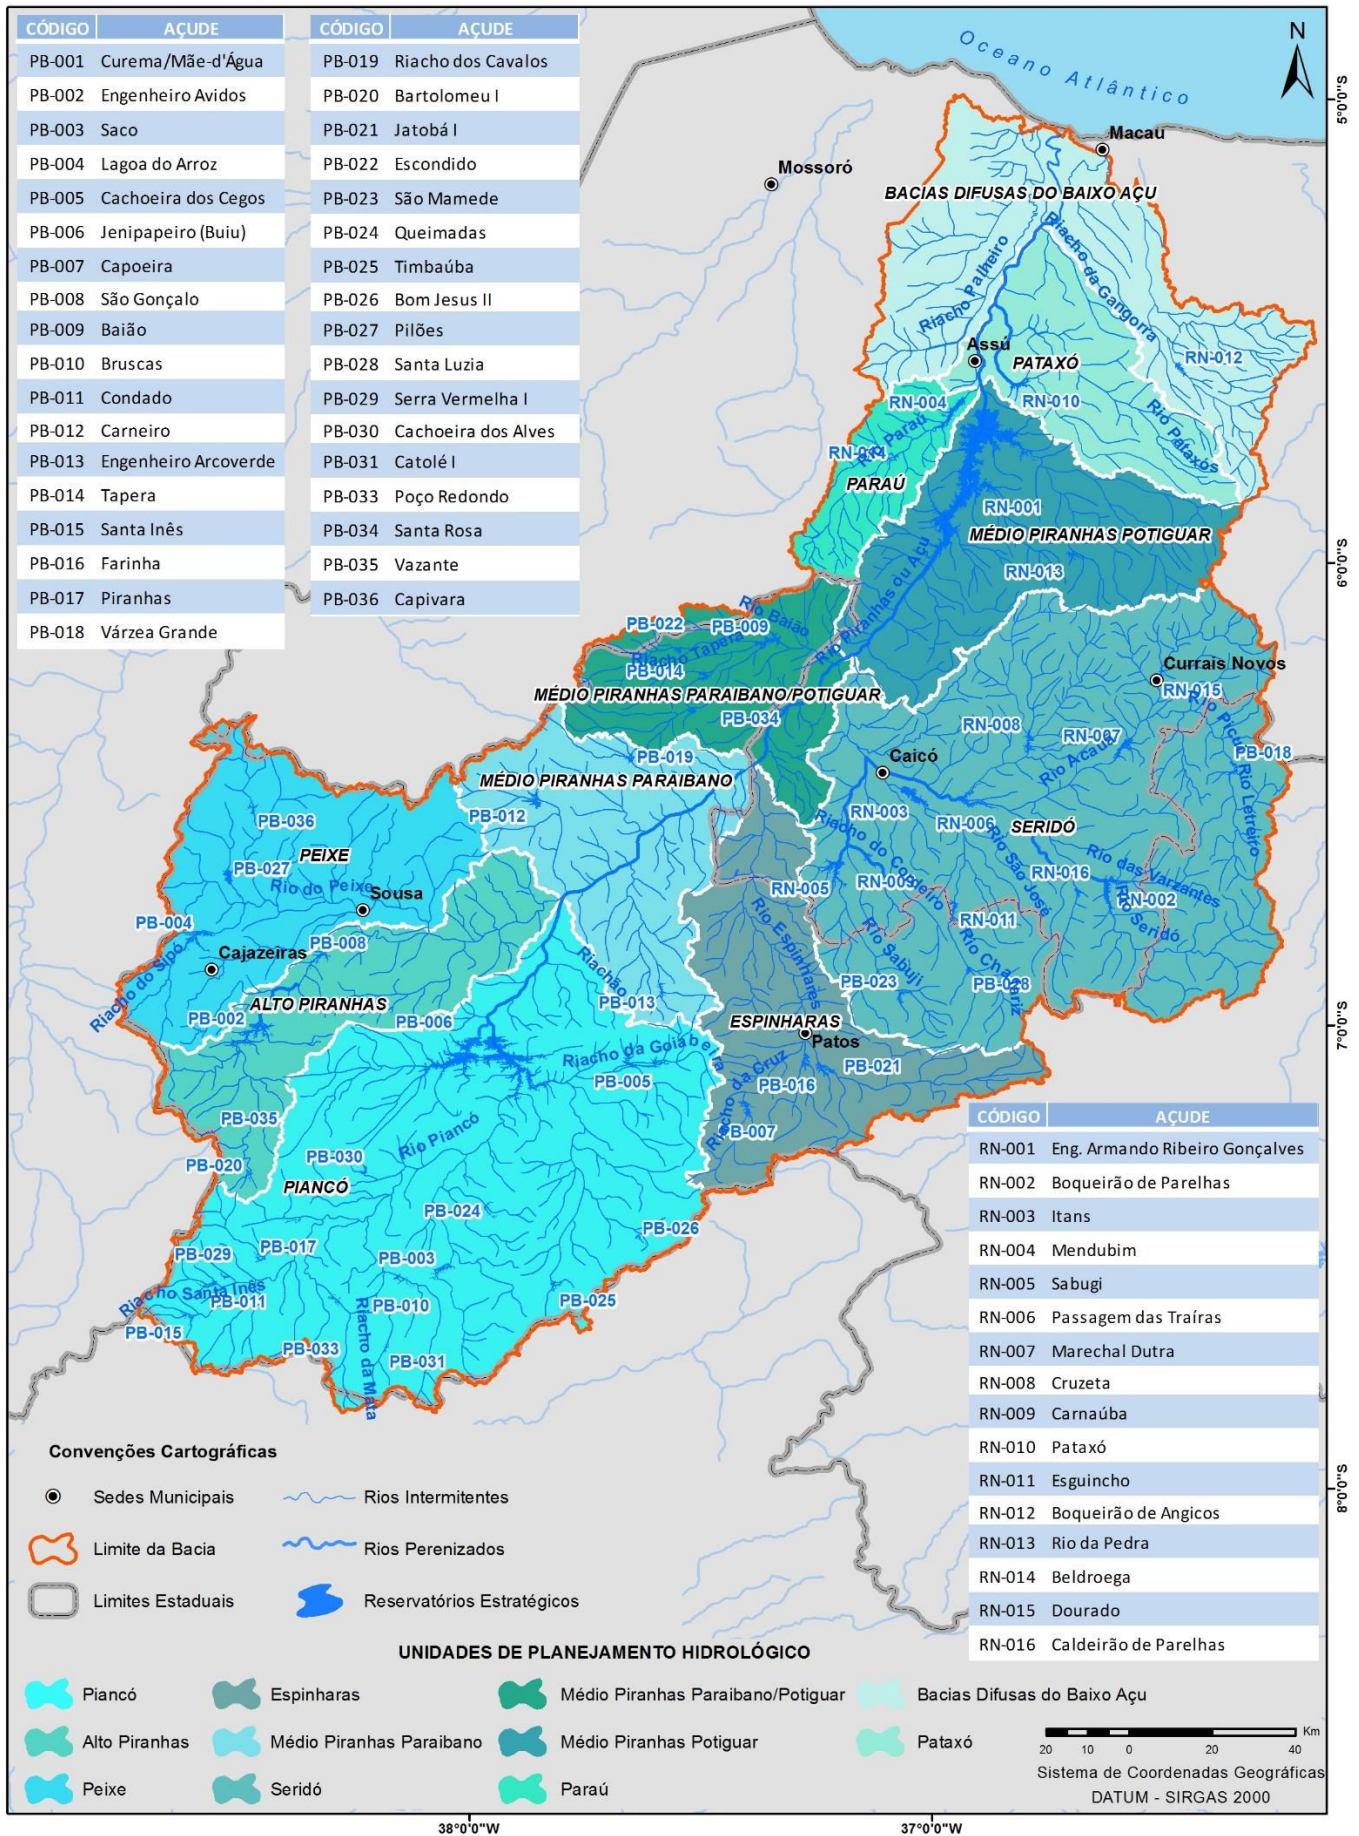 CÓDIGO AÇUDE
PB-001 Curema/Mãe-d'Água
PB-002 Engenheiro Avidos
PB-003 Saco
PB-004 Lagoa do Arroz
PB-005 Cachoeira dos Cegos
PB-006 Jenipapeiro (Buiu)
PB-007 Capoeira
PB-008 São Gonçalo
PB-009 Baião
PB-010 Bruscas
PB-011 Condado
PB-012 Carneiro
PB-013 Engenheiro Arcoverde
PB-014 Tapera
PB-015 Santa Inês
PB-016 Farinha
PB-017 Piranhas
PB-018 Várzea Grande
CÓDIGO AÇUDE
PB-019 Riacho dos Cavalos
PB-020 Bartolomeu I
PB-021 Jatobá I
PB-022 Escondido
PB-023 São Mamede
PB-024 Queimadas
PB-025 Timbaúba
PB-026 Bom Jesus II
PB-027 Pilões
PB-028 Santa Luzia
PB-029 Serra Vermelha I
PB-030 Cachoeira dos Alves
PB-031 Catolé I
PB-033 Poço Redondo
PB-034 Santa Rosa
PB-035 Vazante
PB-036 Capivara
Oceano Atlântico
N
5°0'0"S
Macau
Mossoró
BACIAS DIFUSAS DO BAIXO AÇU
Riacho Palheiro
Riacho da Gangorra
Assú
PATAXÓ
RN-012
RN-004
RN-010
Rio Paraú
Rio Pataxós
RN-014
PARAÚ
RN-001
MÉDIO PIRANHAS POTIGUAR
6°0'0"S
RN-013
Rio Piranhas ou Açu
Rio Baião
PB-022
PB-009
Riacho Tapera
PB-014
MÉDIO PIRANHAS PARAIBANO/POTIGUAR
PB-034
Currais Novos
RN-015
Rio Picuí
RN-008
RN-007
Rio Acauã
PB-018
Rio Letreiro
PB-019
Caicó
MÉDIO PIRANHAS PARAIBANO
PB-012
RN-003
RN-006
SERIDÓ
PB-036
PEIXE
PB-027
Rio do Peixe
Sousa
Riacho do Cordeiro
Rio São José
Rio das Varzantes
RN-005
RN-009
RN-016
RN-002
Rio Seridó
RN-011
PB-004
PB-008
Cajazeiras
Riacho do Sipó
Rio Espinhares
Rio Sabuji
Rio Chafariz
PB-023
PB-028
ALTO PIRANHAS
PB-002
PB-006
Riachão
PB-013
ESPINHARAS
Patos
7°0'0"S
Riacho da Goiabeira
PB-005
Riacho da Cruz
PB-021
PB-016
PB-007
PB-035
Rio Piancó
PB-030
PB-020
PIANCÓ
PB-024
PB-026
PB-029
PB-017
PB-003
Riacho Santa Inês
PB-011
PB-010
PB-025
PB-015
PB-033
Riacho da Mata
PB-031
CÓDIGO AÇUDE
RN-001 Eng. Armando Ribeiro Gonçalves
RN-002 Boqueirão de Parelhas
RN-003 Itans
RN-004 Mendubim
RN-005 Sabugi
RN-006 Passagem das Traíras
RN-007 Marechal Dutra
RN-008 Cruzeta
RN-009 Carnaúba
RN-010 Pataxó
RN-011 Esguincho
RN-012 Boqueirão de Angicos
RN-013 Rio da Pedra
RN-014 Beldroega
RN-015 Dourado
RN-016 Caldeirão de Parelhas
8°0'0"S
Convenções Cartográficas
Sedes Municipais Rios Intermitentes
Limite da Bacia Rios Perenizados
Limites Estaduais Reservatórios Estratégicos
UNIDADES DE PLANEJAMENTO HIDROLÓGICO
Piancó Espinharas Médio Piranhas Paraibano/Potiguar Bacias Difusas do Baixo Açu
Alto Piranhas Médio Piranhas Paraibano Médio Piranhas Potiguar Pataxó
Peixe Seridó Paraú
Km
20 10 0 20 40
Sistema de Coordenadas Geográficas
DATUM - SIRGAS 2000
38°0'0"W 37°0'0"W